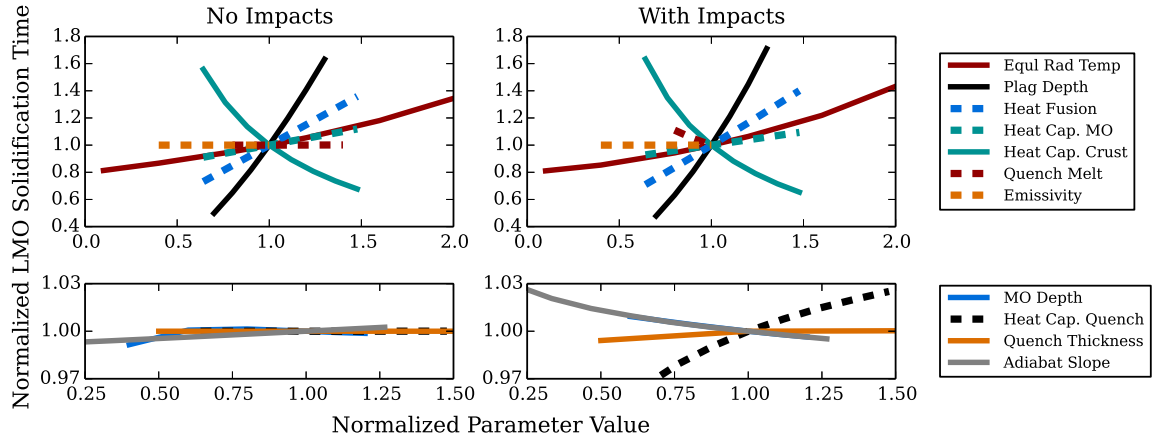 No Impacts
With Impacts
Normalized LMO Solidification Time
1.8
1.6
1.4
1.2
1.0
0.8
0.6
0.4
0.0 0.5 1.0 1.5 2.0
1.8
1.6
1.4
1.2
1.0
0.8
0.6
0.4
0.0 0.5 1.0 1.5 2.0
Equl Rad Temp
Plag Depth
Heat Fusion
Heat Cap. MO
Heat Cap. Crust
Quench Melt
Emissivity
1.03
1.00
0.97
0.25 0.50 0.75 1.00 1.25 1.50
1.03
1.00
0.97
0.25 0.50 0.75 1.00 1.25 1.50
MO Depth
Heat Cap. Quench
Quench Thickness
Adiabat Slope
Normalized Parameter Value